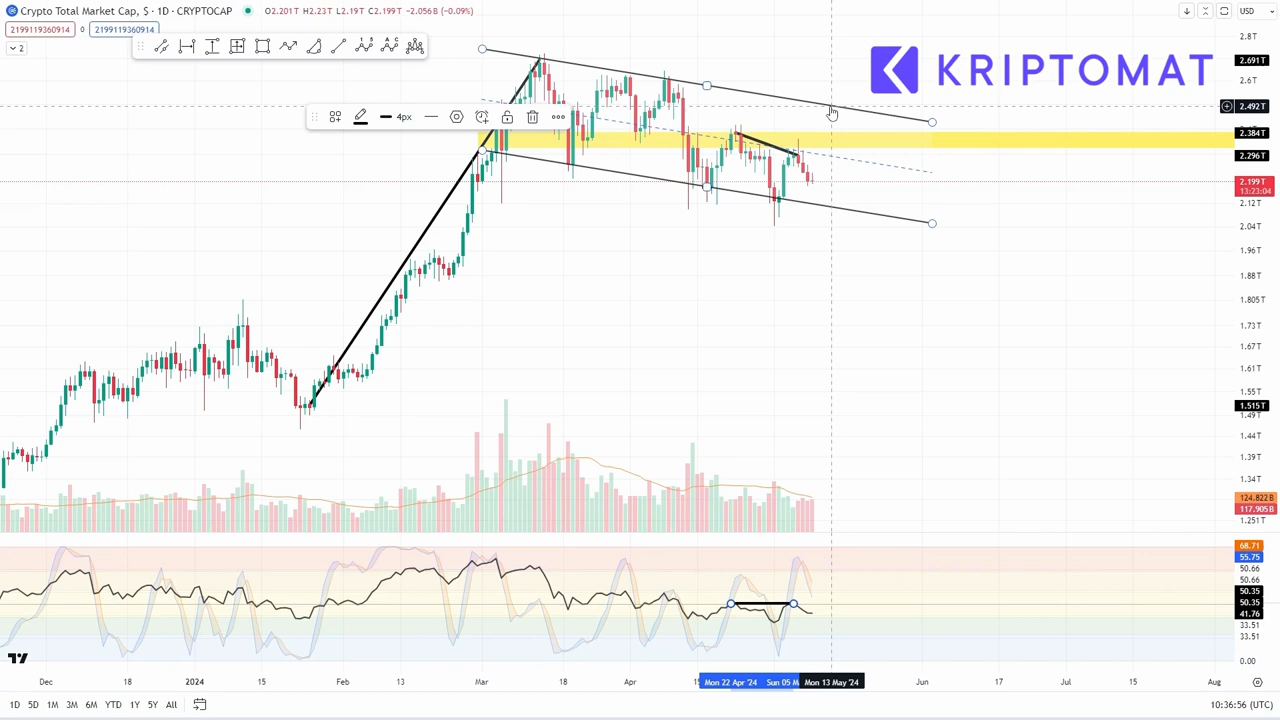 Crypto Total Market Cap, $ · 1D · CRYPTOCAP O2.201T H2.23T L2.19T C2.199T −2.056B (−0.09%)
USD
2199119360914 0 2199119360914
2
KRIPTOMAT
4px
2.8T
2.691T
2.6T
2.492T
2.384T
2.296T
2.199T
13:23:04
2.12T
2.04T
1.96T
1.88T
1.805T
1.73T
1.67T
1.61T
1.55T
1.515T
1.49T
1.44T
1.39T
1.34T
124.822B
117.905B
1.251T
68.71
55.75
50.66
50.66
50.35
50.35
41.76
33.51
33.51
0.00
Dec 18 2024 15 Feb 13 Mar 18 Apr 15 Mon 22 Apr '24 Sun 05 M Mon 13 May '24 Jun 17 Jul 15 Aug
1D 5D 1M 3M 6M YTD 1Y 5Y All
10:36:56 (UTC)